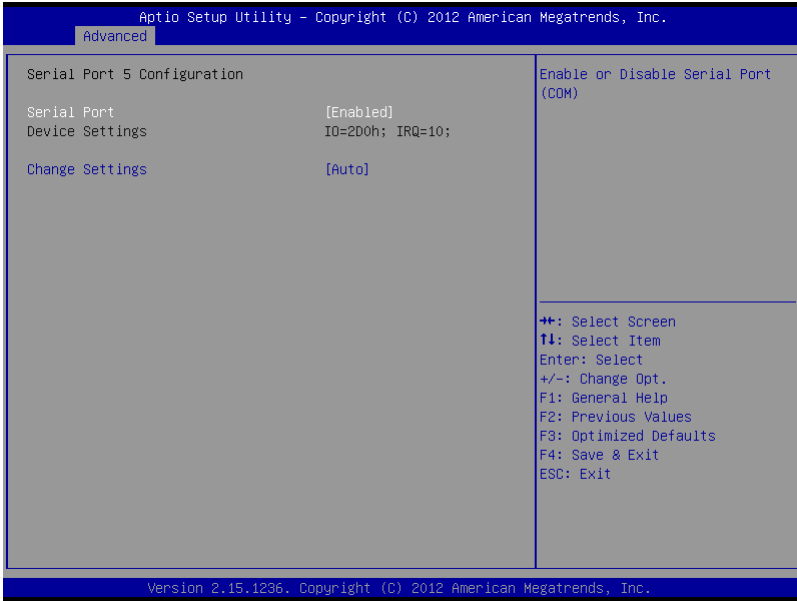 Aptio Setup Utility – Copyright (C) 2012 American Megatrends, Inc.
Advanced
Serial Port 5 Configuration
Serial Port [Enabled]
Device Settings IO=2D0h; IRQ=10;
Change Settings [Auto]
Enable or Disable Serial Port
(COM)
→←: Select Screen
↑↓: Select Item
Enter: Select
+/-: Change Opt.
F1: General Help
F2: Previous Values
F3: Optimized Defaults
F4: Save & Exit
ESC: Exit
Version 2.15.1236. Copyright (C) 2012 American Megatrends, Inc.